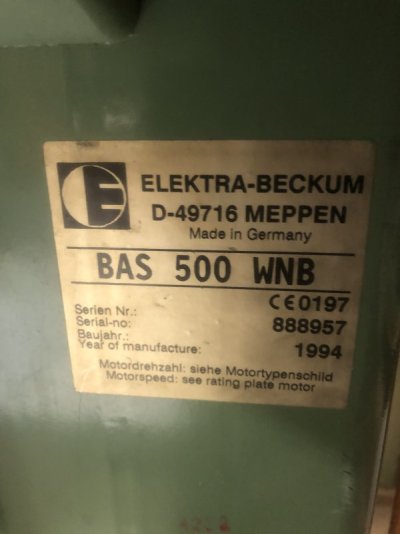 E
ELEKTRA-BECKUM
D-49716 MEPPEN
Made in Germany
BAS 500 WNB
CE0197
Serien Nr.:
Serial-no: 888957
Baujahr.:
Year of manufacture: 1994
Motordrehzahl: siehe Motortypenschild
Motorspeed: see rating plate motor